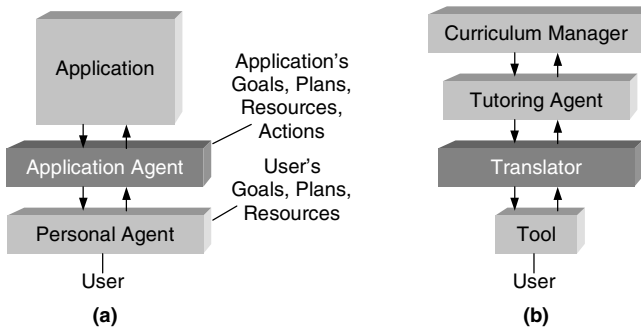 Application
Application's
Goals, Plans,
Resources,
Actions
Application Agent
User's
Goals, Plans,
Resources
Personal Agent
User
(a)
Curriculum Manager
Tutoring Agent
Translator
Tool
User
(b)